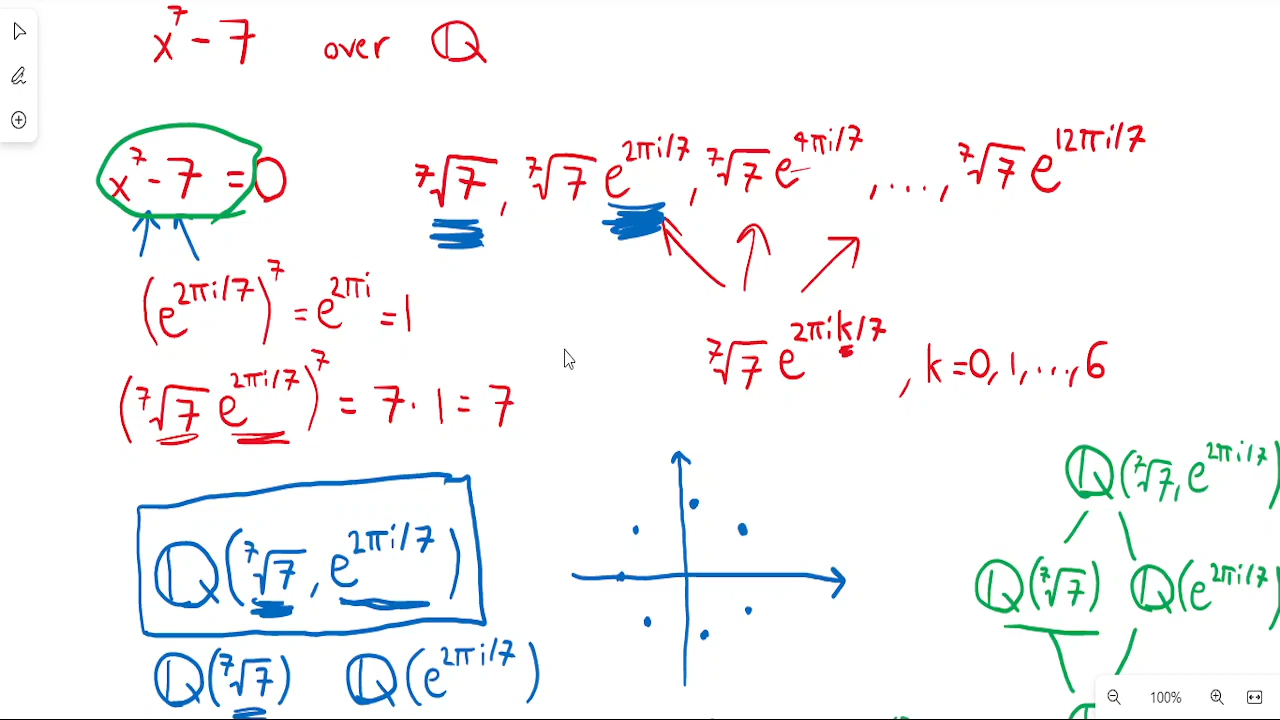 x⁷ - 7 over ℚ
x⁷ - 7 = 0
⁷√7 , ⁷√7 e^{2πi/7} , ⁷√7 e^{4πi/7} , .... , ⁷√7 e^{12πi/7}
(e^{2πi/7})⁷ = e^{2πi} = 1
⁷√7 e^{2πik/7} , k=0, 1, ..., 6
(⁷√7 e^{2πi/7})⁷ = 7 · 1 = 7
ℚ(⁷√7, e^{2πi/7})
ℚ(⁷√7, e^{2πi/7})
ℚ(⁷√7) ℚ(e^{2πi/7})
ℚ(⁷√7) ℚ(e^{2πi/7})
100%